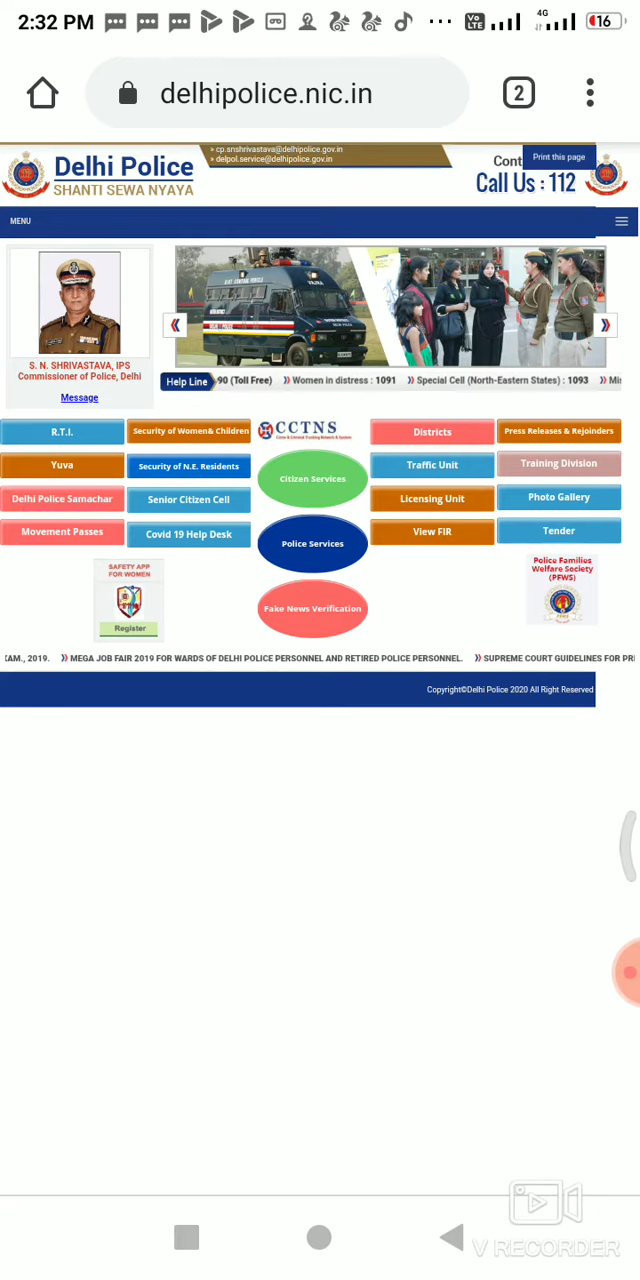 2:32 PM
Vo LTE
4G
16
delhipolice.nic.in
2
» cp.snshrivastava@delhipolice.gov.in
» delpol.service@delhipolice.gov.in
Delhi Police
SHANTI SEWA NYAYA
Cont
Print this page
Call Us : 112
MENU
S. N. SHRIVASTAVA, IPS
Commissioner of Police, Delhi
Message
Help Line
90 (Toll Free) Women in distress : 1091 Special Cell (North-Eastern States) : 1093
R.T.I.
Security of Women& Children
CCTNS
Crime & Criminal Tracking Network & System
Districts
Press Releases & Rejoinders
Yuva
Security of N.E. Residents
Citizen Services
Traffic Unit
Training Division
Delhi Police Samachar
Senior Citizen Cell
Licensing Unit
Photo Gallery
Movement Passes
Covid 19 Help Desk
Police Services
View FIR
Tender
SAFETY APP
FOR WOMEN
Register
Fake News Verification
Police Families
Welfare Society
(PFWS)
XAM., 2019. MEGA JOB FAIR 2019 FOR WARDS OF DELHI POLICE PERSONNEL AND RETIRED POLICE PERSONNEL. SUPREME COURT GUIDELINES FOR
Copyright©Delhi Police 2020 All Right Reserved
V RECORDER